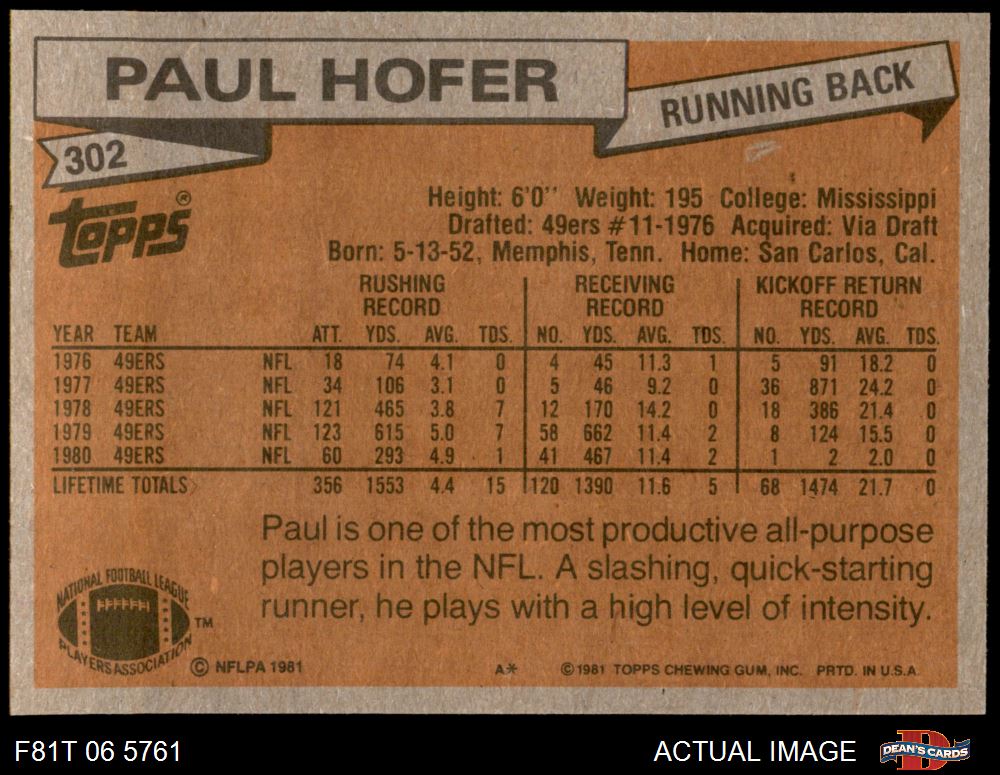 PAUL HOFER
RUNNING BACK
302
TOPPS ®
Height: 6'0'' Weight: 195 College: Mississippi
Drafted: 49ers #11-1976 Acquired: Via Draft
Born: 5-13-52, Memphis, Tenn. Home: San Carlos, Cal.
RUSHING RECORD RECEIVING RECORD KICKOFF RETURN RECORD
YEAR TEAM ATT. YDS. AVG. TDS. NO. YDS. AVG. TDS. NO. YDS. AVG. TDS.
1976 49ERS NFL 18 74 4.1 0 4 45 11.3 1 5 91 18.2 0
1977 49ERS NFL 34 106 3.1 0 5 46 9.2 0 36 871 24.2 0
1978 49ERS NFL 121 465 3.8 7 12 170 14.2 0 18 386 21.4 0
1979 49ERS NFL 123 615 5.0 7 58 662 11.4 2 8 124 15.5 0
1980 49ERS NFL 60 293 4.9 1 41 467 11.4 2 1 2 2.0 0
LIFETIME TOTALS 356 1553 4.4 15 120 1390 11.6 5 68 1474 21.7 0
Paul is one of the most productive all-purpose
players in the NFL. A slashing, quick-starting
runner, he plays with a high level of intensity.
NATIONAL FOOTBALL LEAGUE
PLAYERS ASSOCIATION
TM
© NFLPA 1981 A* © 1981 TOPPS CHEWING GUM, INC. PRTD. IN U.S.A.
F81T 06 5761 ACTUAL IMAGE DEAN'S CARDS